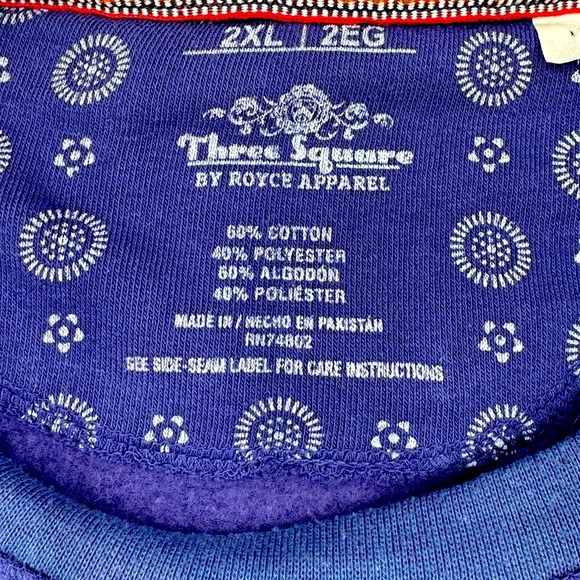 2XL | 2EG
Three Square
BY ROYCE APPAREL
60% COTTON
40% POLYESTER
60% ALGODÓN
40% POLIÉSTER
MADE IN / HECHO EN PAKISTÁN
RN74802
SEE SIDE-SEAM LABEL FOR CARE INSTRUCTIONS